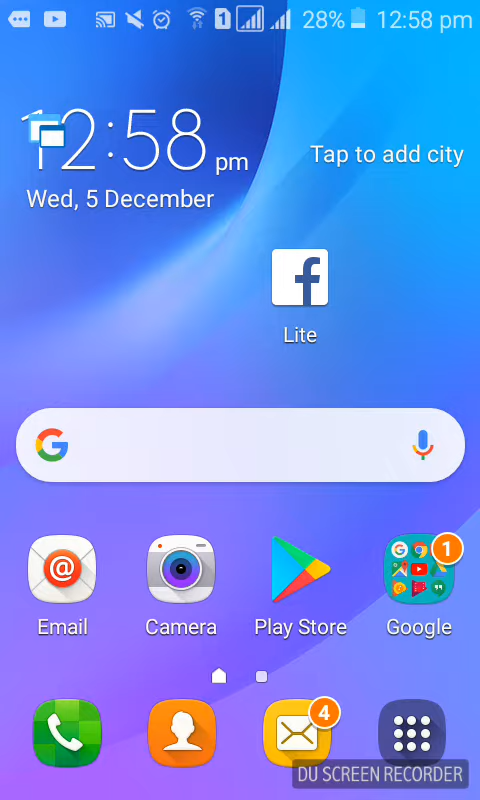 1 28% 12:58 pm
12:58 pm
Tap to add city
Wed, 5 December
Lite
Email Camera Play Store Google
1
4
DU SCREEN RECORDER